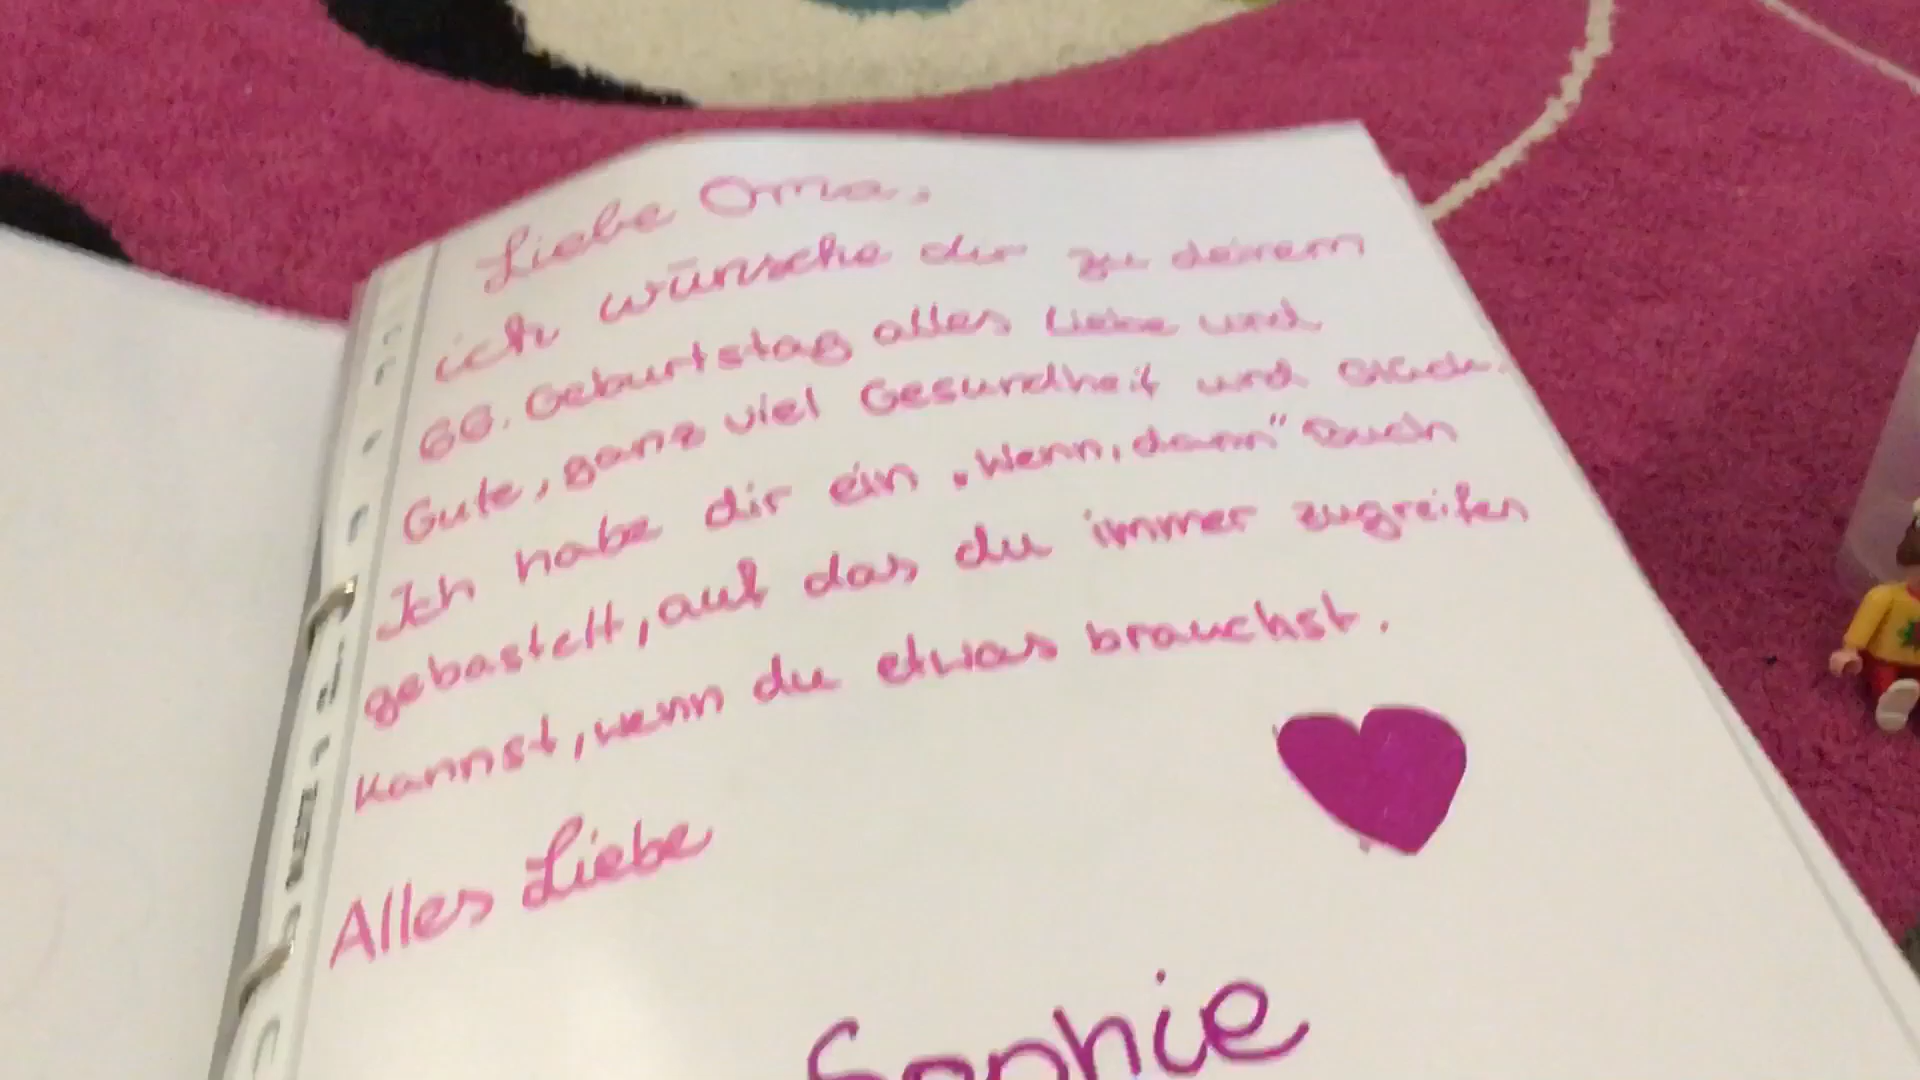 Liebe Oma,
ich wünsche dir zu deinem
66. Geburtstag alles Liebe und
Gute, ganz viel Gesundheit und Glück.
Ich habe dir ein „Wenn, dann" Buch
gebastelt, auf das du immer zugreifen
kannst, wenn du etwas brauchst.
Alles Liebe
Sophie